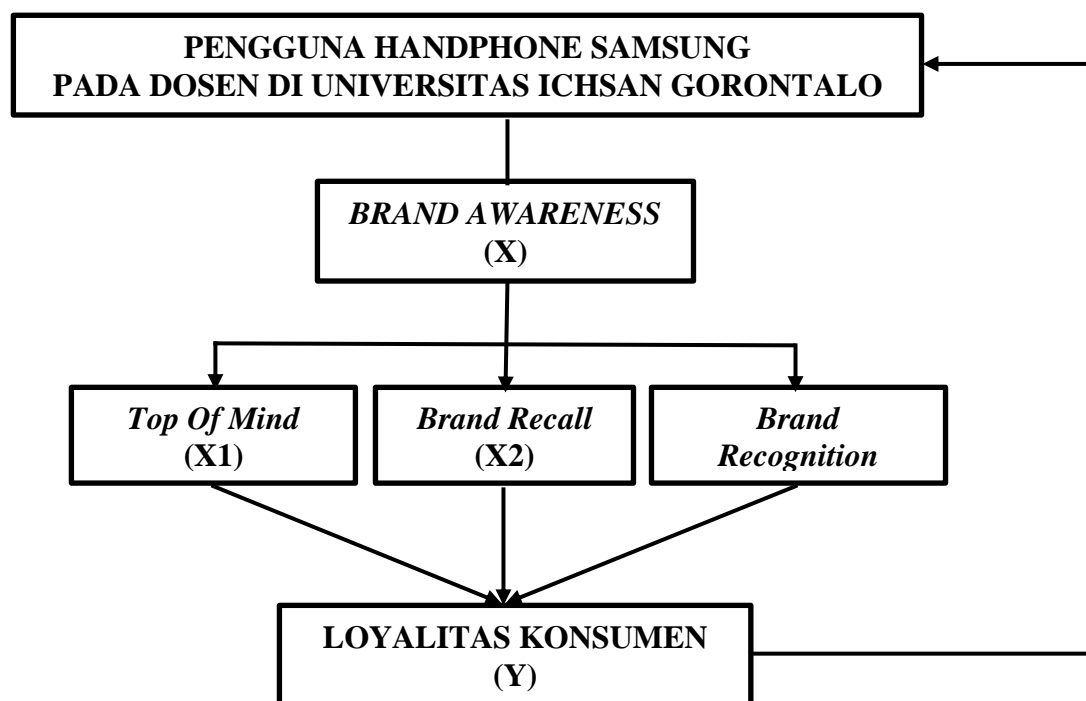 PENGGUNA HANDPHONE SAMSUNG
PADA DOSEN DI UNIVERSITAS ICHSAN GORONTALO
BRAND AWARENESS
(X)
Top Of Mind
(X1)
Brand Recall
(X2)
Brand
Recognition
LOYALITAS KONSUMEN
(Y)